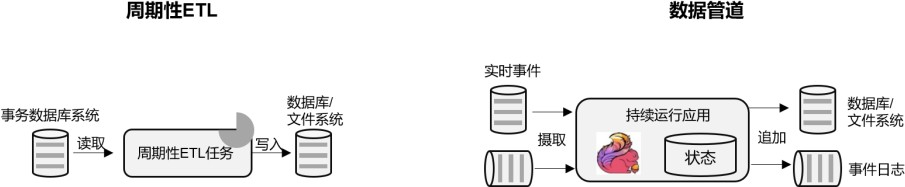 周期性ETL
事务数据库系统
读取
周期性ETL任务
写入
数据库/
文件系统
数据管道
实时事件
摄取
持续运行应用
状态
追加
数据库/
文件系统
事件日志